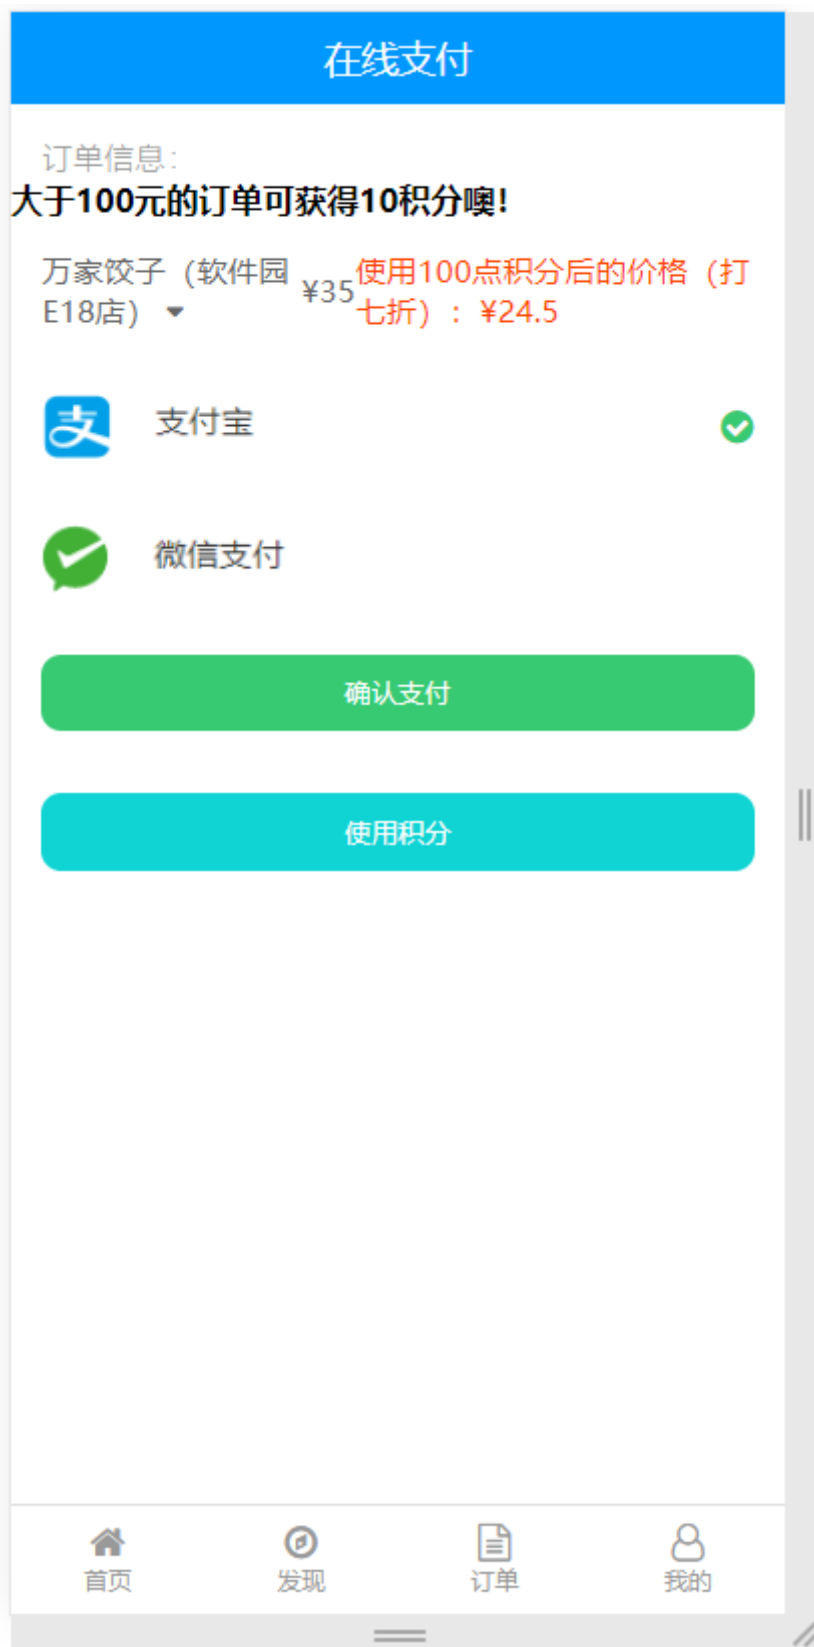 在线支付
订单信息：
大于100元的订单可获得10积分噢！
万家饺子（软件园
E18店）
¥35
使用100点积分后的价格（打
七折）：¥24.5
支
支付宝
微信支付
确认支付
使用积分
首页
发现
订单
我的